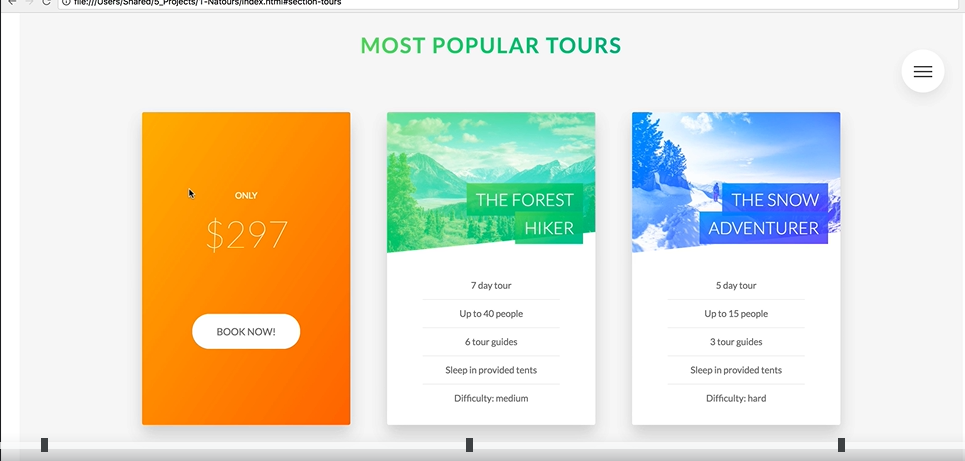 file:///Users/Shared/5_Projects/1-Natours/index.html#section-tours
MOST POPULAR TOURS
ONLY
$297
BOOK NOW!
THE FOREST
HIKER
7 day tour
Up to 40 people
6 tour guides
Sleep in provided tents
Difficulty: medium
THE SNOW
ADVENTURER
5 day tour
Up to 15 people
3 tour guides
Sleep in provided tents
Difficulty: hard